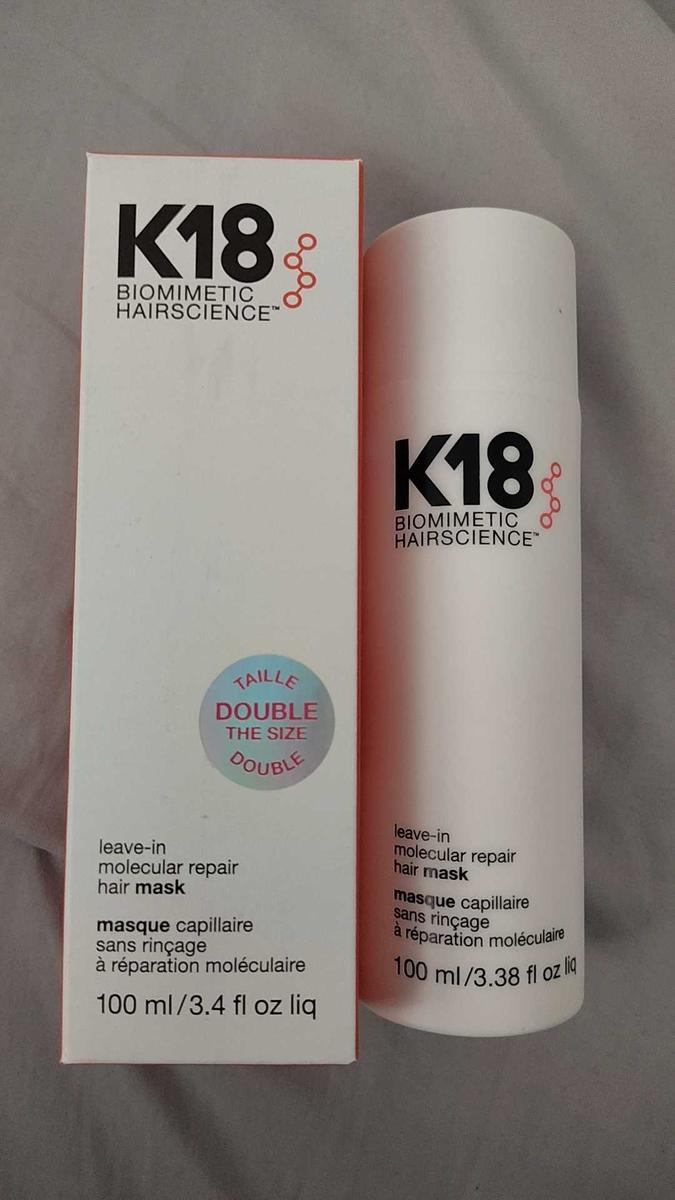 K18
BIOMIMETIC
HAIRSCIENCE™
TAILLE
DOUBLE
THE SIZE
DOUBLE
leave-in
molecular repair
hair mask
masque capillaire
sans rinçage
à réparation moléculaire
100 ml/3.4 fl oz liq
K18
BIOMIMETIC
HAIRSCIENCE™
leave-in
molecular repair
hair mask
masque capillaire
sans rinçage
à réparation moléculaire
100 ml/3.38 fl oz liq